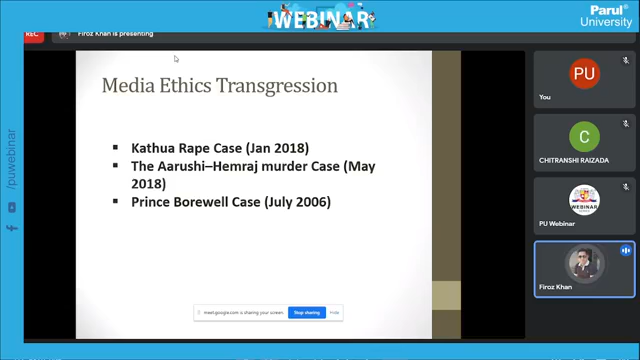 WEBINAR
Parul®
University
REC
Firoz Khan is presenting
Media Ethics Transgression
Kathua Rape Case (Jan 2018)
The Aarushi–Hemraj murder Case (May
2018)
Prince Borewell Case (July 2006)
meet.google.com is sharing your screen.
Stop sharing
Hide
PU
You
C
CHITRANSHI RAIZADA
WEBINAR
PU Webinar
Firoz Khan
/puwebinar